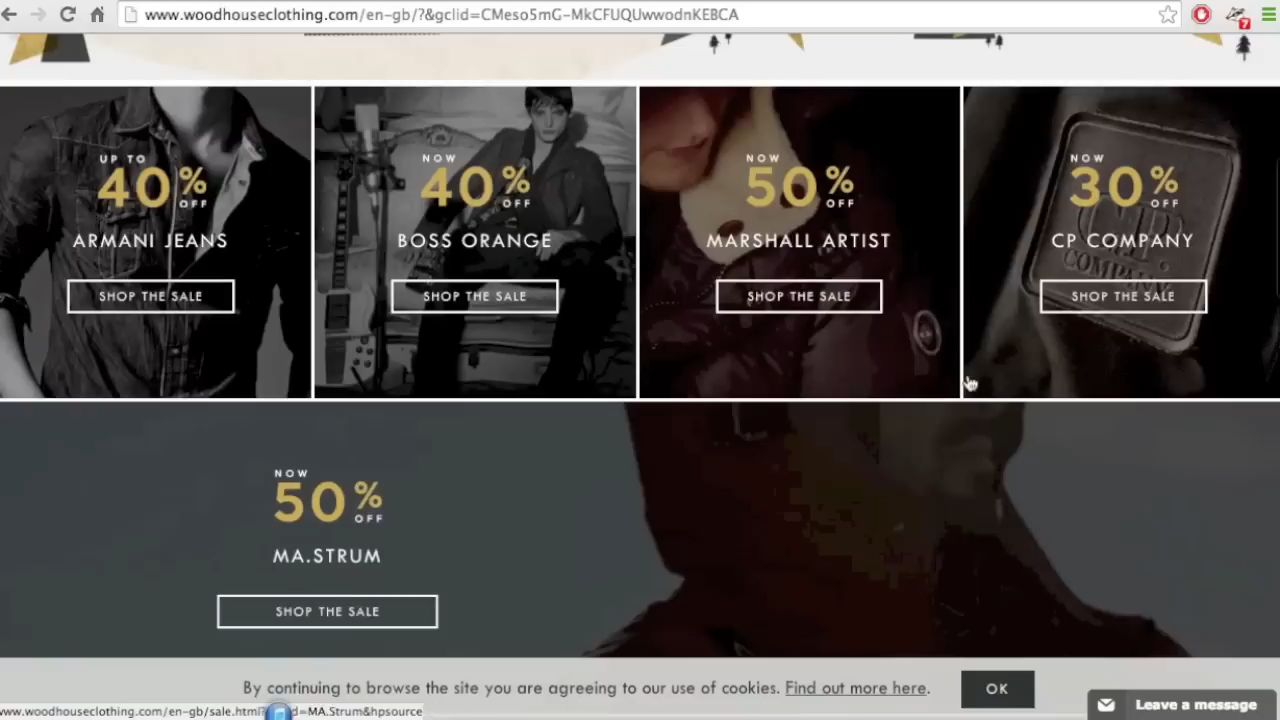 www.woodhouseclothing.com/en-gb/?&gclid=CMeso5mG-MkCFUQUwwodnKEBCA
7
UP TO
40% OFF
ARMANI JEANS
SHOP THE SALE
NOW
40% OFF
BOSS ORANGE
SHOP THE SALE
NOW
50% OFF
MARSHALL ARTIST
SHOP THE SALE
NOW
30% OFF
CP COMPANY
SHOP THE SALE
C.P.
COMPANY
NOW
50% OFF
MA.STRUM
SHOP THE SALE
By continuing to browse the site you are agreeing to our use of cookies. Find out more here.
OK
Leave a message
www.woodhouseclothing.com/en-gb/sale.html? d=MA.Strum&hpsource